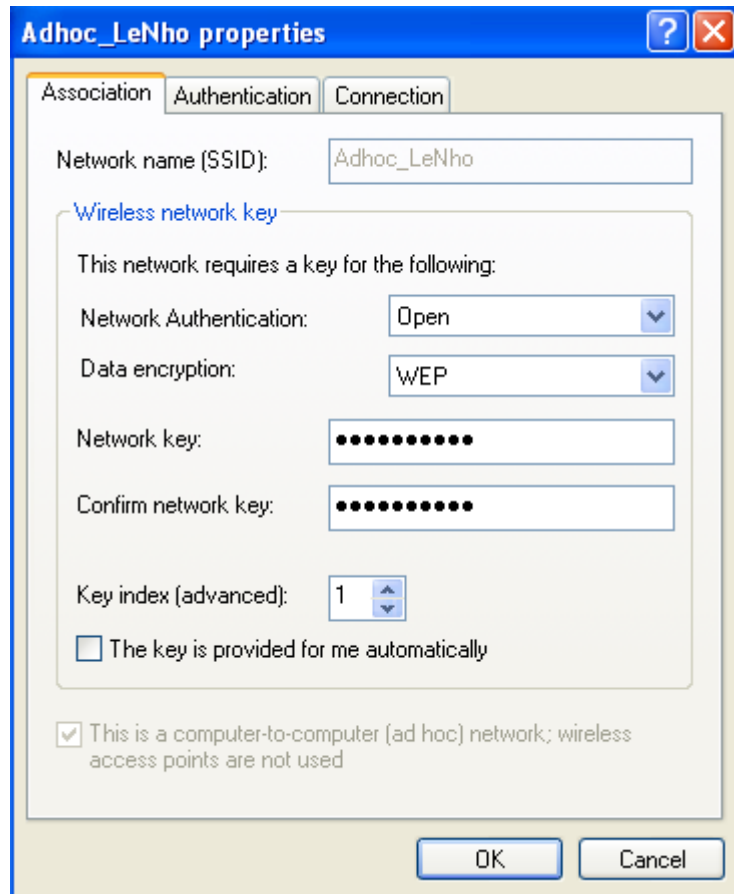 Adhoc_LeNho properties
Association Authentication Connection
Network name (SSID): Adhoc_LeNho
Wireless network key
This network requires a key for the following:
Network Authentication: Open
Data encryption: WEP
Network key: ••••••••••
Confirm network key: ••••••••••
Key index (advanced): 1
The key is provided for me automatically
This is a computer-to-computer (ad hoc) network; wireless
access points are not used
OK Cancel